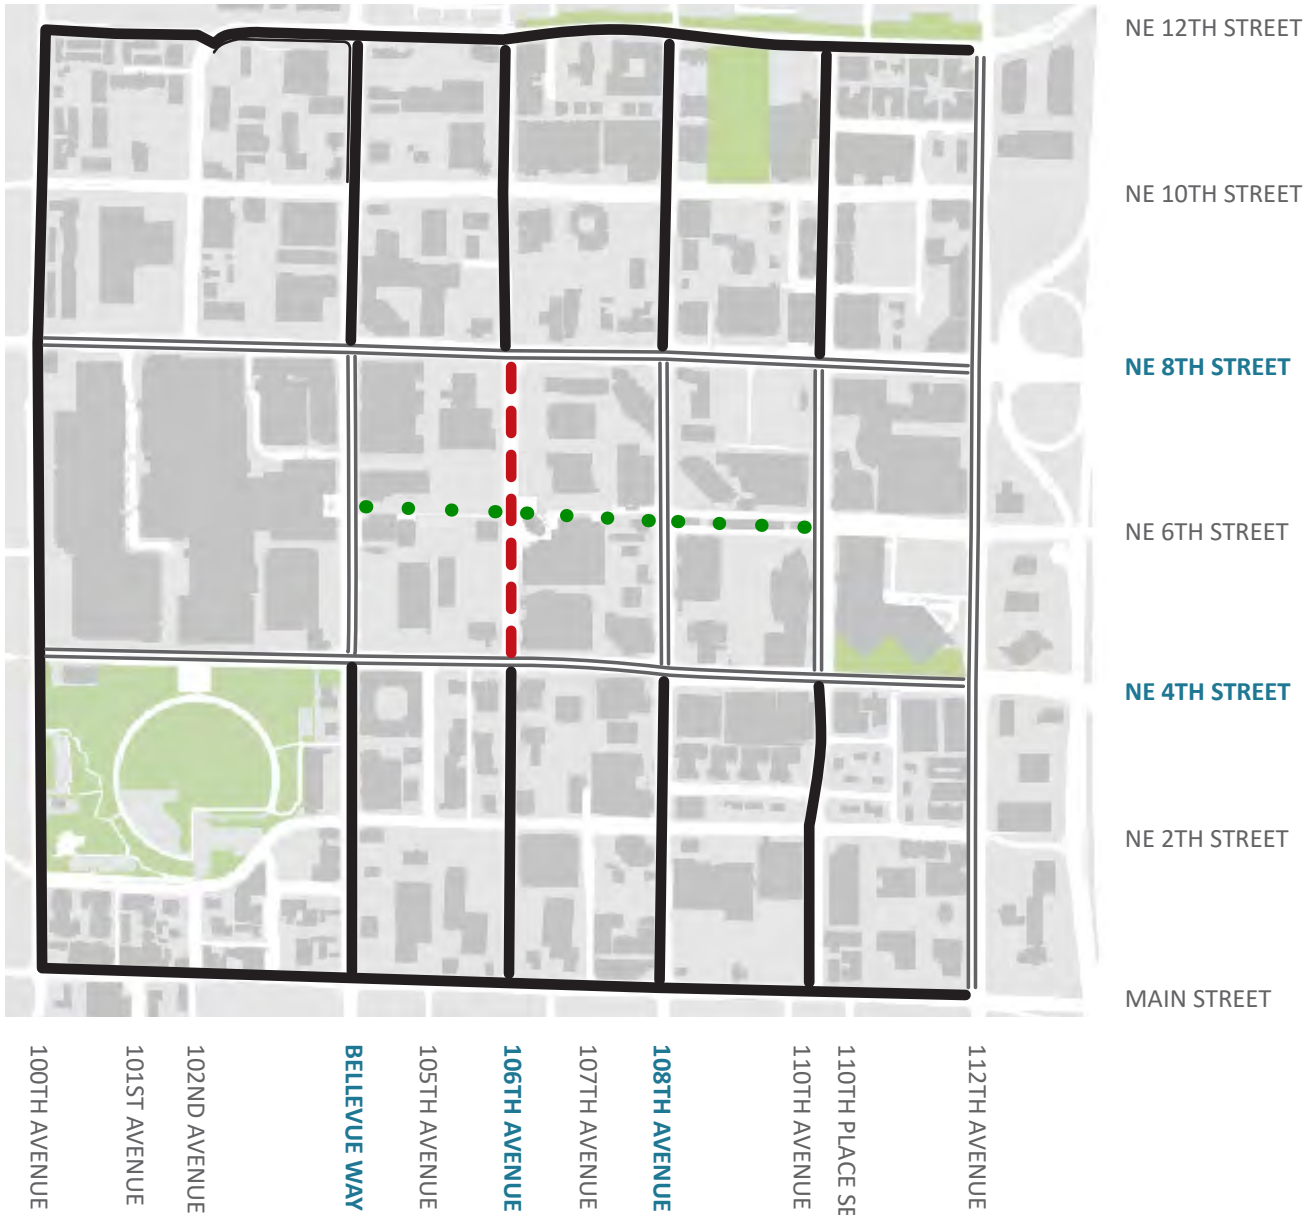 NE 12TH STREET
NE 10TH STREET
NE 8TH STREET
NE 6TH STREET
NE 4TH STREET
NE 2TH STREET
MAIN STREET
100TH AVENUE
101ST AVENUE
102ND AVENUE
BELLEVUE WAY
105TH AVENUE
106TH AVENUE
107TH AVENUE
108TH AVENUE
110TH AVENUE
110TH PLACE SE
112TH AVENUE